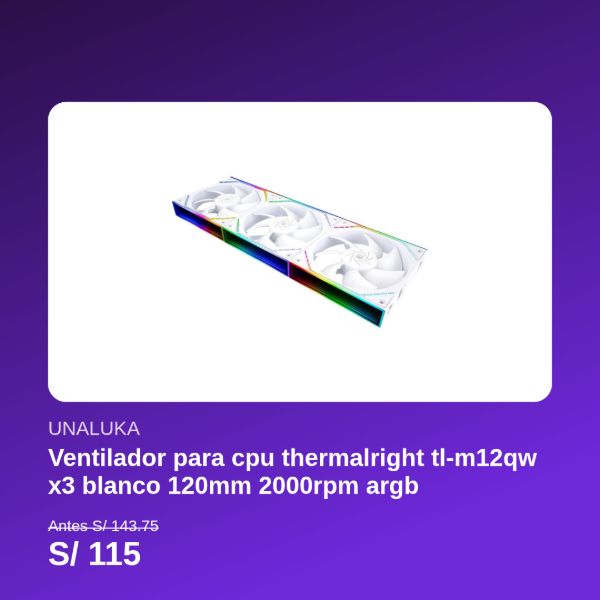 UNALUKA
Ventilador para cpu thermalright tl-m12qw
x3 blanco 120mm 2000rpm argb
Antes S/ 143.75
S/ 115